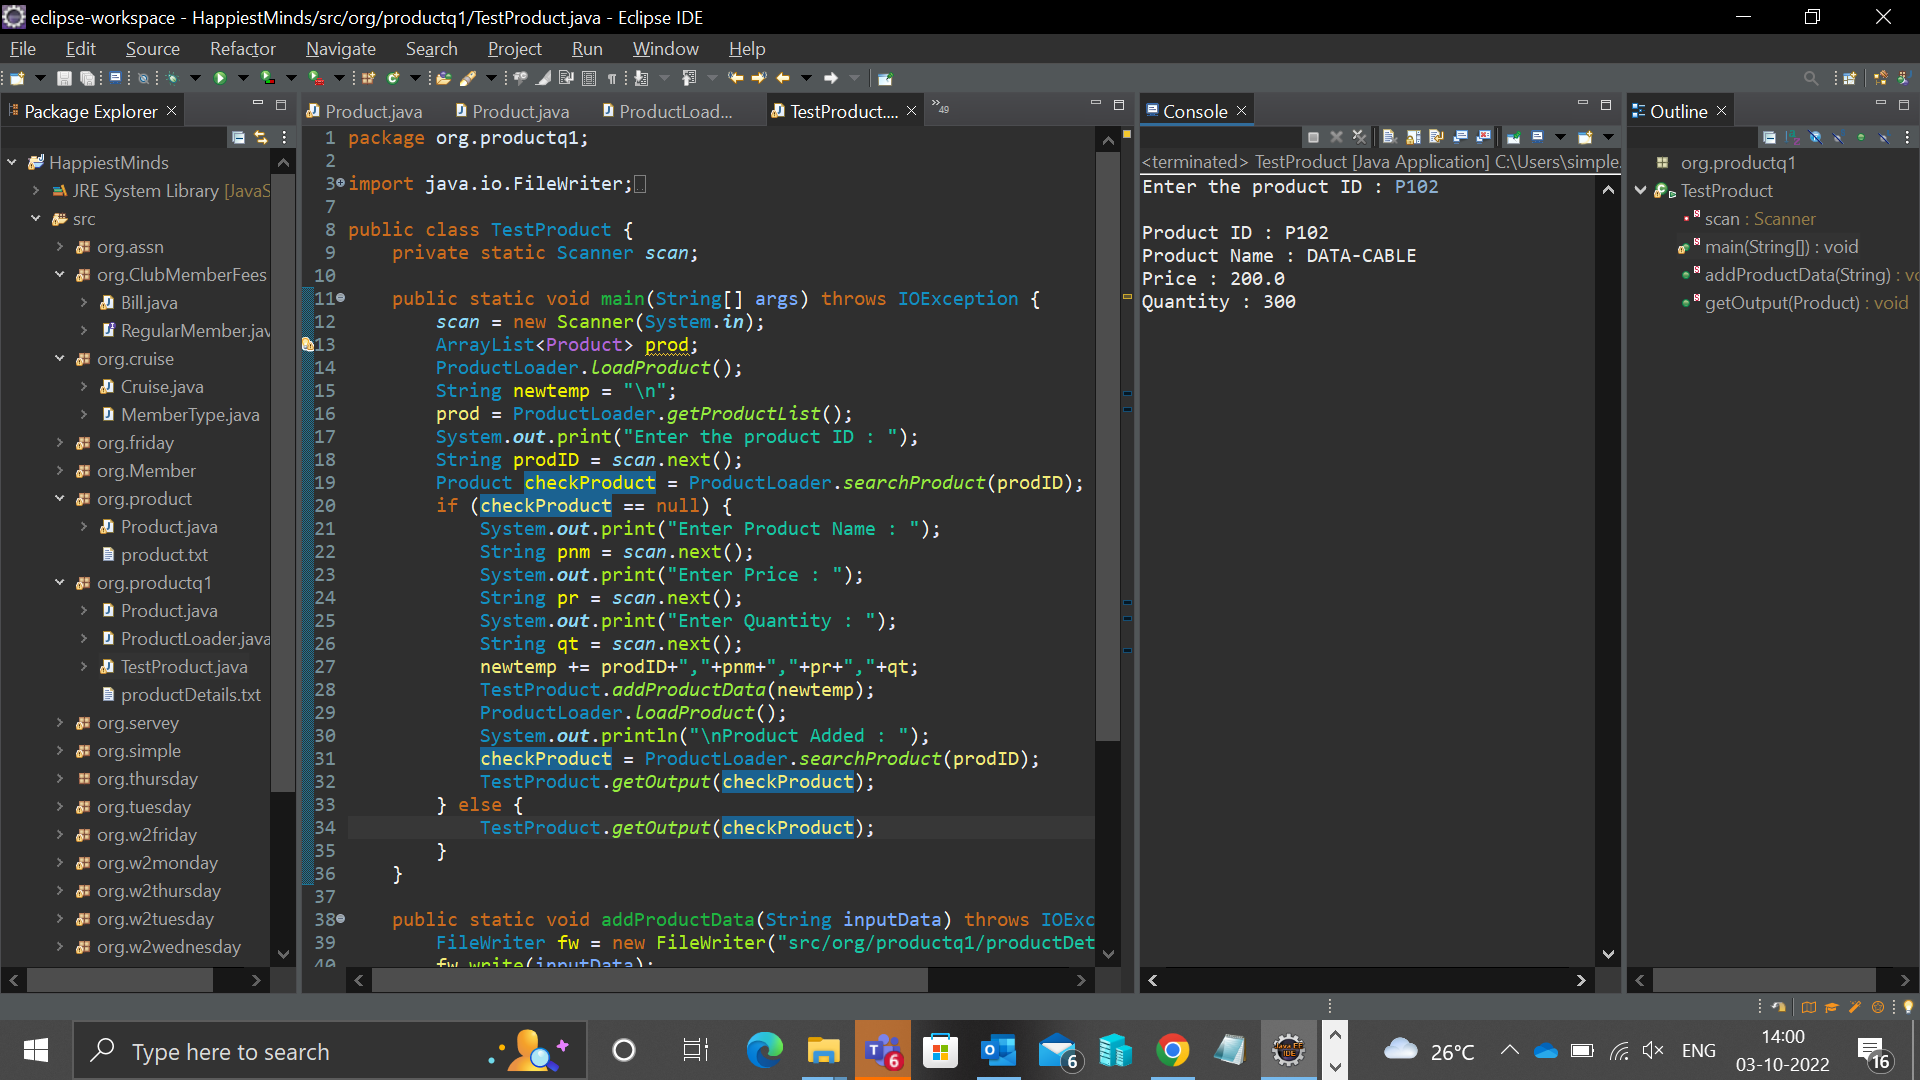 eclipse-workspace - HappiestMinds/src/org/productq1/TestProduct.java - Eclipse IDE
File Edit Source Refactor Navigate Search Project Run Window Help
Package Explorer
HappiestMinds
JRE System Library [JavaS
src
org.assn
org.ClubMemberFees
Bill.java
RegularMember.jav
org.cruise
Cruise.java
MemberType.java
org.friday
org.Member
org.product
Product.java
product.txt
org.productq1
Product.java
ProductLoader.java
TestProduct.java
productDetails.txt
org.servey
org.simple
org.thursday
org.tuesday
org.w2friday
org.w2monday
org.w2thursday
org.w2tuesday
org.w2wednesday
Product.java Product.java ProductLoad... TestProduct.... 49
1 package org.productq1;
2
3 import java.io.FileWriter;
7
8 public class TestProduct {
9 private static Scanner scan;
10
11 public static void main(String[] args) throws IOException {
12 scan = new Scanner(System.in);
13 ArrayList<Product> prod;
14 ProductLoader.loadProduct();
15 String newtemp = "\n";
16 prod = ProductLoader.getProductList();
17 System.out.print("Enter the product ID : ");
18 String prodID = scan.next();
19 Product checkProduct = ProductLoader.searchProduct(prodID);
20 if (checkProduct == null) {
21 System.out.print("Enter Product Name : ");
22 String pnm = scan.next();
23 System.out.print("Enter Price : ");
24 String pr = scan.next();
25 System.out.print("Enter Quantity : ");
26 String qt = scan.next();
27 newtemp += prodID+","+pnm+","+pr+","+qt;
28 TestProduct.addProductData(newtemp);
29 ProductLoader.loadProduct();
30 System.out.println("\nProduct Added : ");
31 checkProduct = ProductLoader.searchProduct(prodID);
32 TestProduct.getOutput(checkProduct);
33 } else {
34 TestProduct.getOutput(checkProduct);
35 }
36 }
37
38 public static void addProductData(String inputData) throws IOExc
39 FileWriter fw = new FileWriter("src/org/productq1/productDet
40 fw.write(inputData);
Console
<terminated> TestProduct [Java Application] C:\Users\simple.
Enter the product ID : P102
Product ID : P102
Product Name : DATA-CABLE
Price : 200.0
Quantity : 300
Outline
org.productq1
TestProduct
scan : Scanner
main(String[]) : void
addProductData(String) : vo
getOutput(Product) : void
Type here to search
6
6
Java EE
IDE
26°C
ENG
14:00
03-10-2022
16